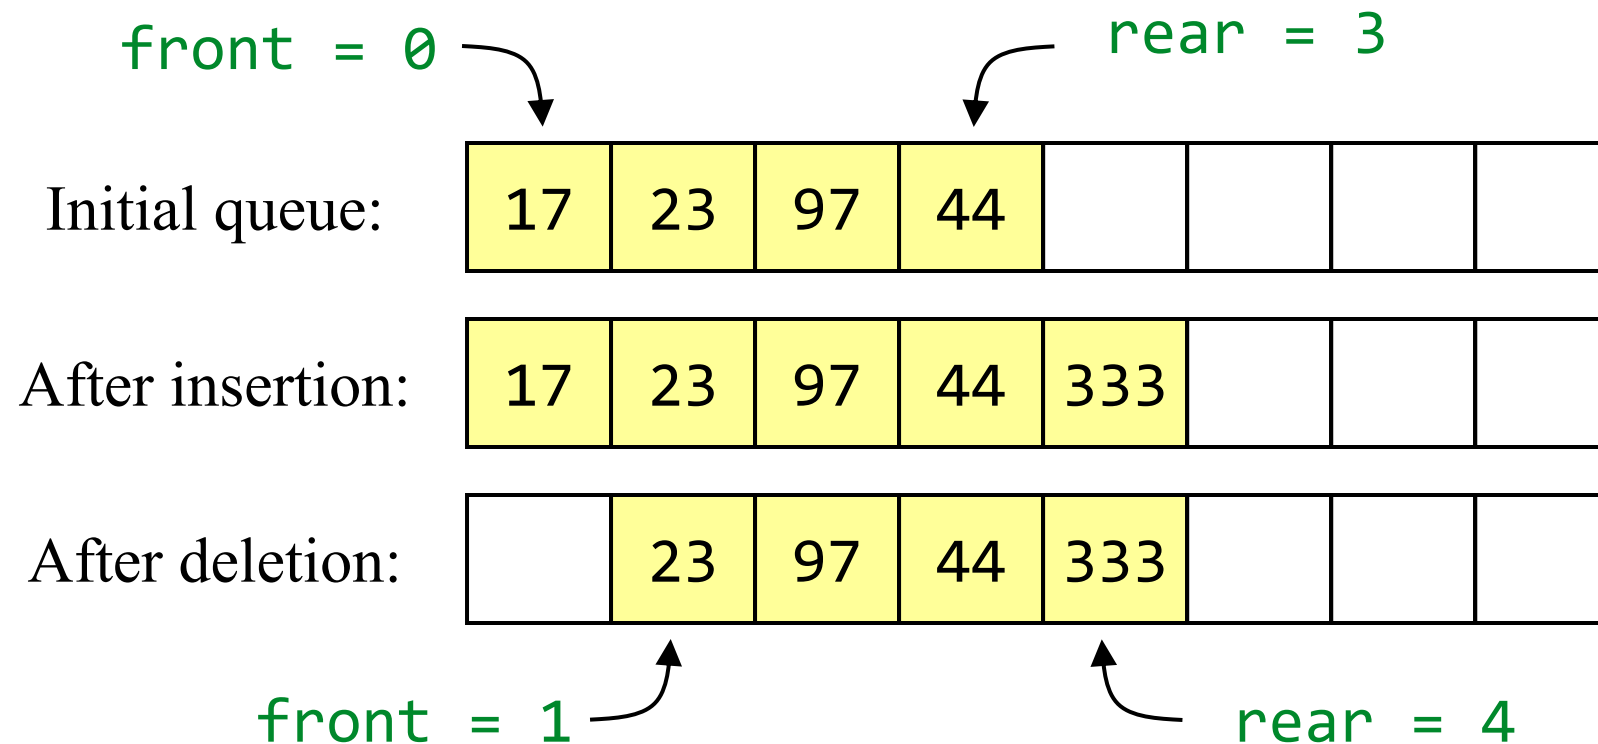 front = 0
rear = 3
Initial queue: 17 23 97 44
After insertion: 17 23 97 44 333
After deletion: 23 97 44 333
front = 1
rear = 4